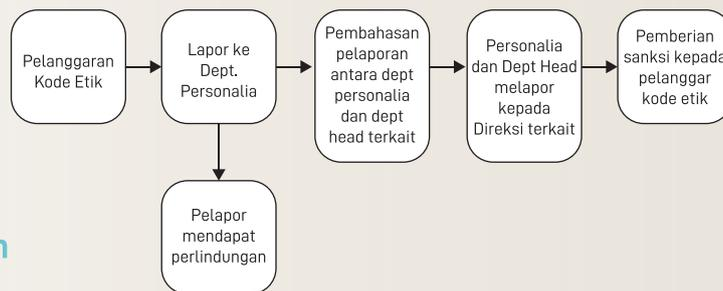 Pelanggaran
Kode Etik
Lapor ke
Dept.
Personalia
Pembahasan
pelaporan
antara dept
personalia
dan dept
head terkait
Personalia
dan Dept Head
melapor
kepada
Direksi terkait
Pemberian
sanksi kepada
pelanggar
kode etik
Pelapor
mendapat
perlindungan